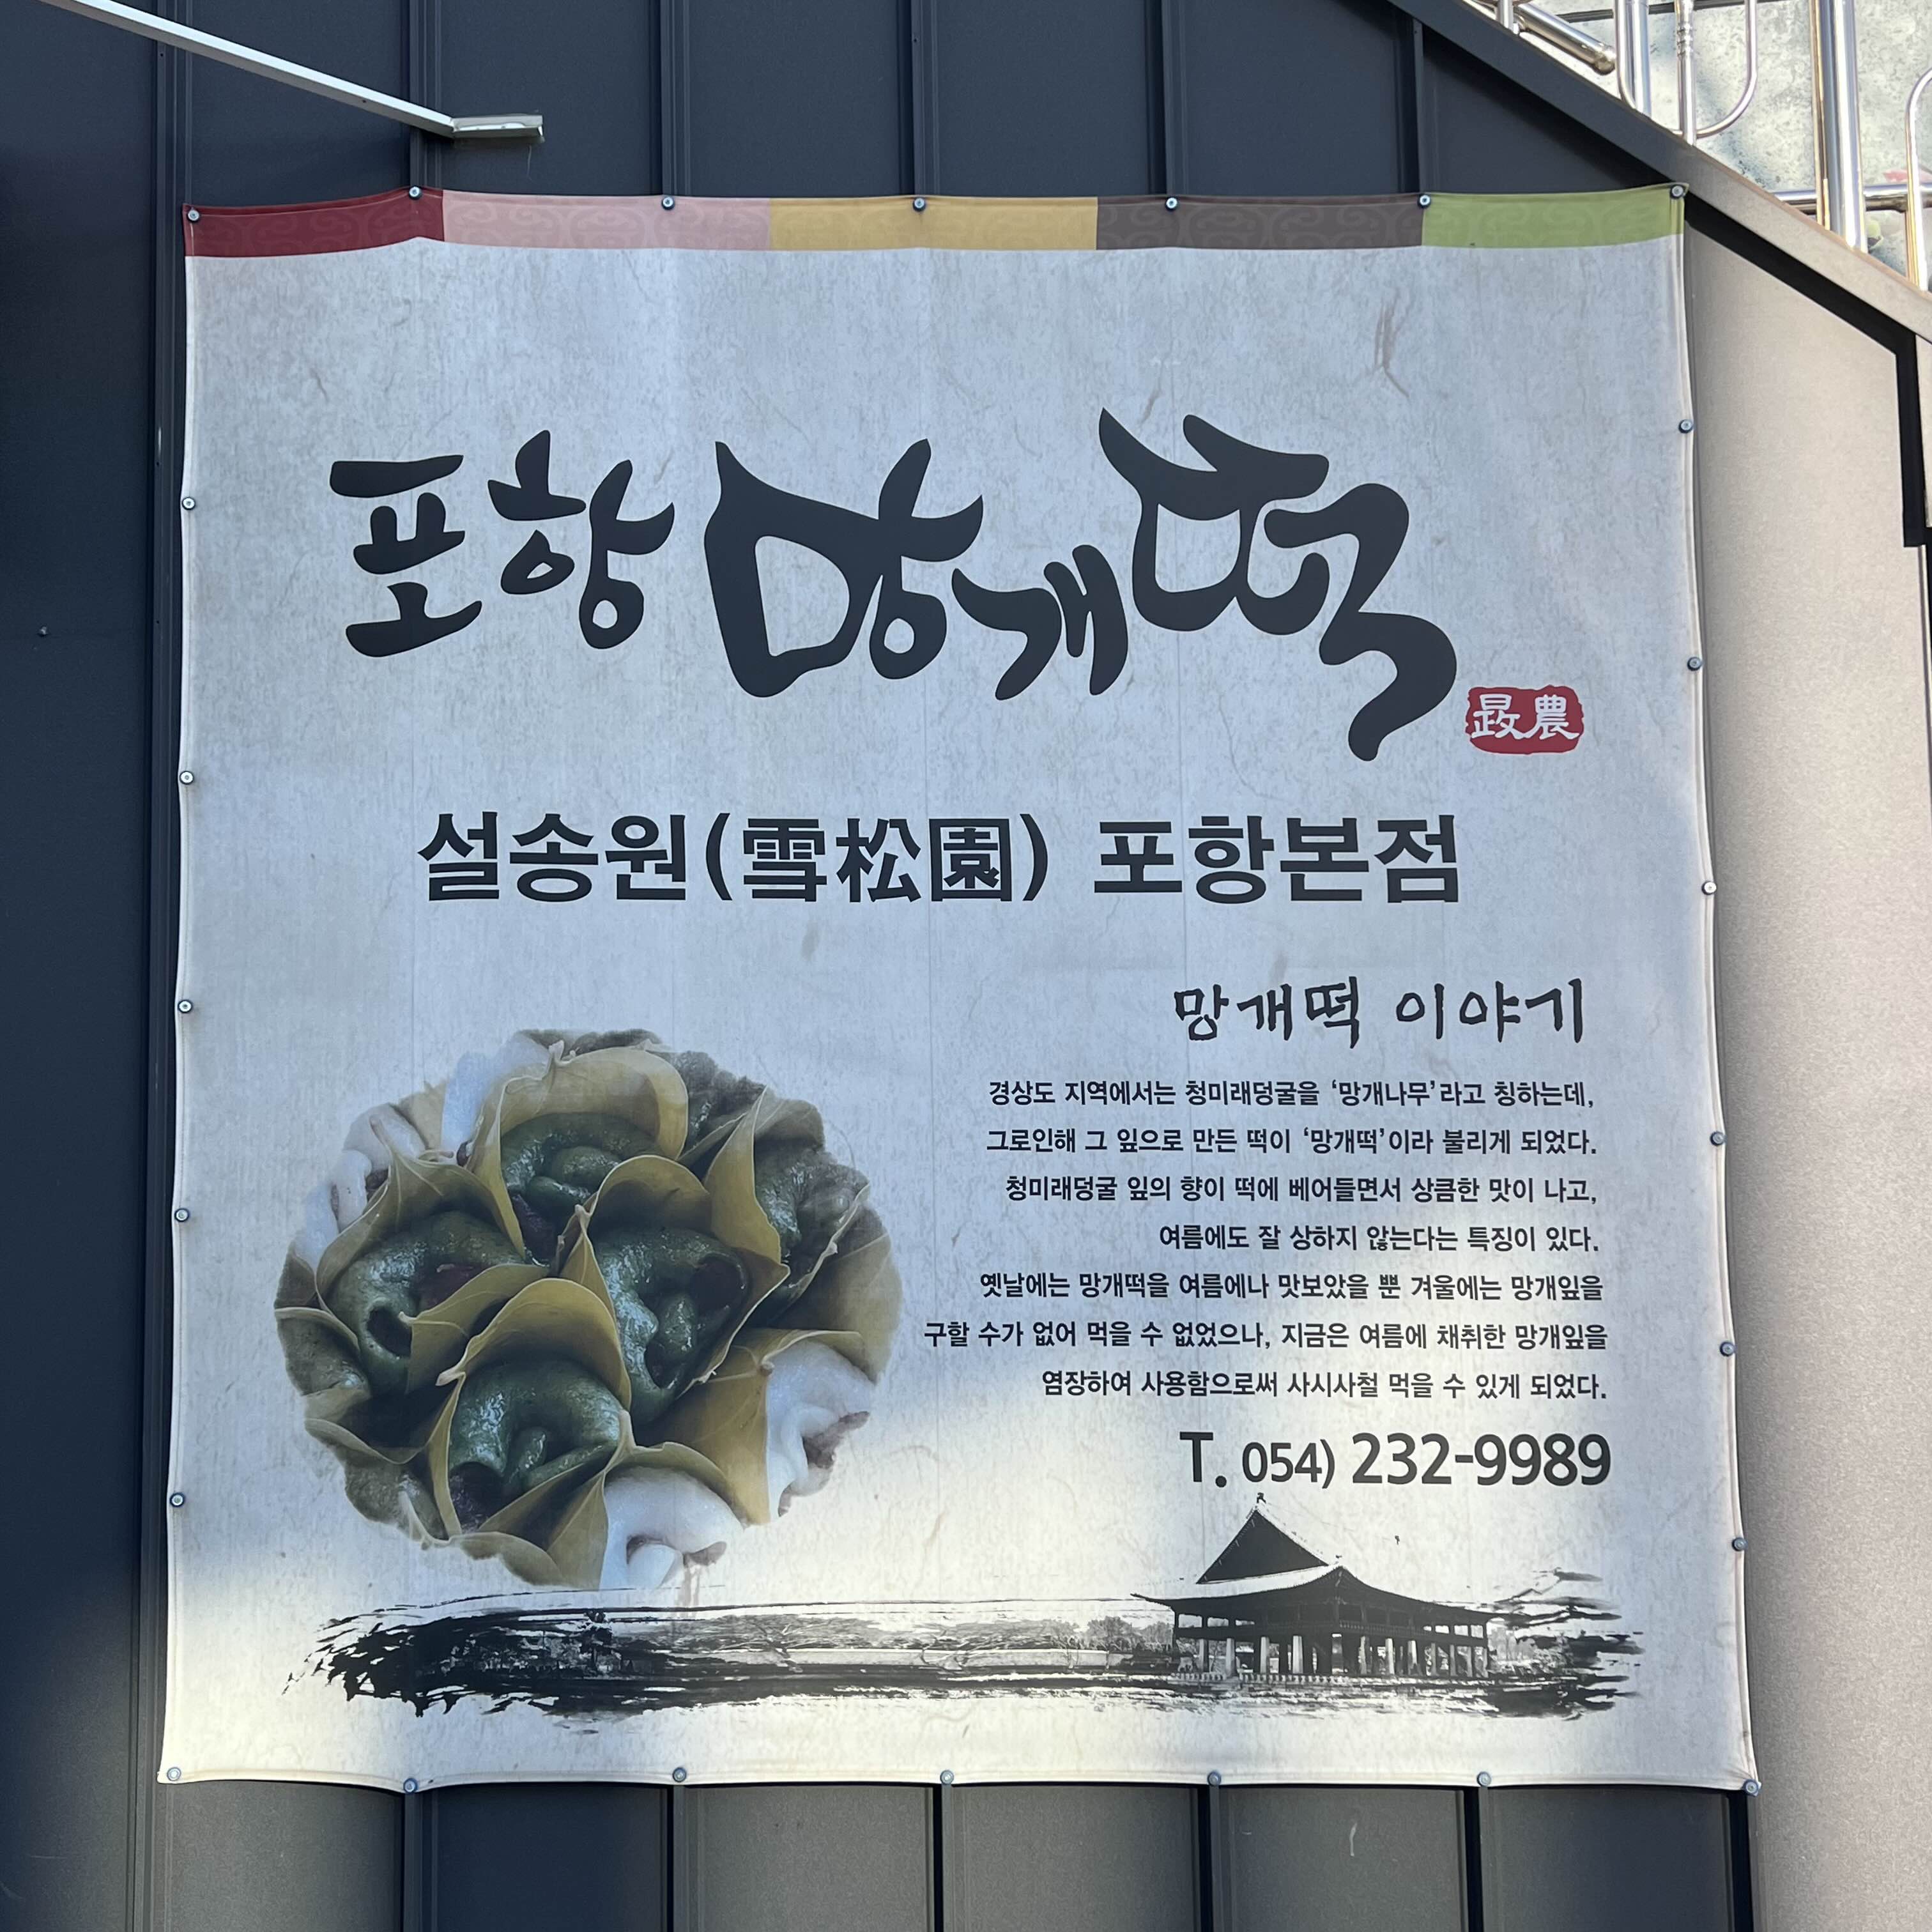 포항 망개떡
農
설송원(雪松園) 포항본점
망개떡 이야기
경상도 지역에서는 청미래덩굴을 ‘망개나무’라고 칭하는데,
그로인해 그 잎으로 만든 떡이 ‘망개떡’이라 불리게 되었다.
청미래덩굴 잎의 향이 떡에 베어들면서 상큼한 맛이 나고,
여름에도 잘 상하지 않는다는 특징이 있다.
옛날에는 망개떡을 여름에나 맛보았을 뿐 겨울에는 망개잎을
구할 수가 없어 먹을 수 없었으나, 지금은 여름에 채취한 망개잎을
염장하여 사용함으로써 사시사철 먹을 수 있게 되었다.
T. 054) 232-9989